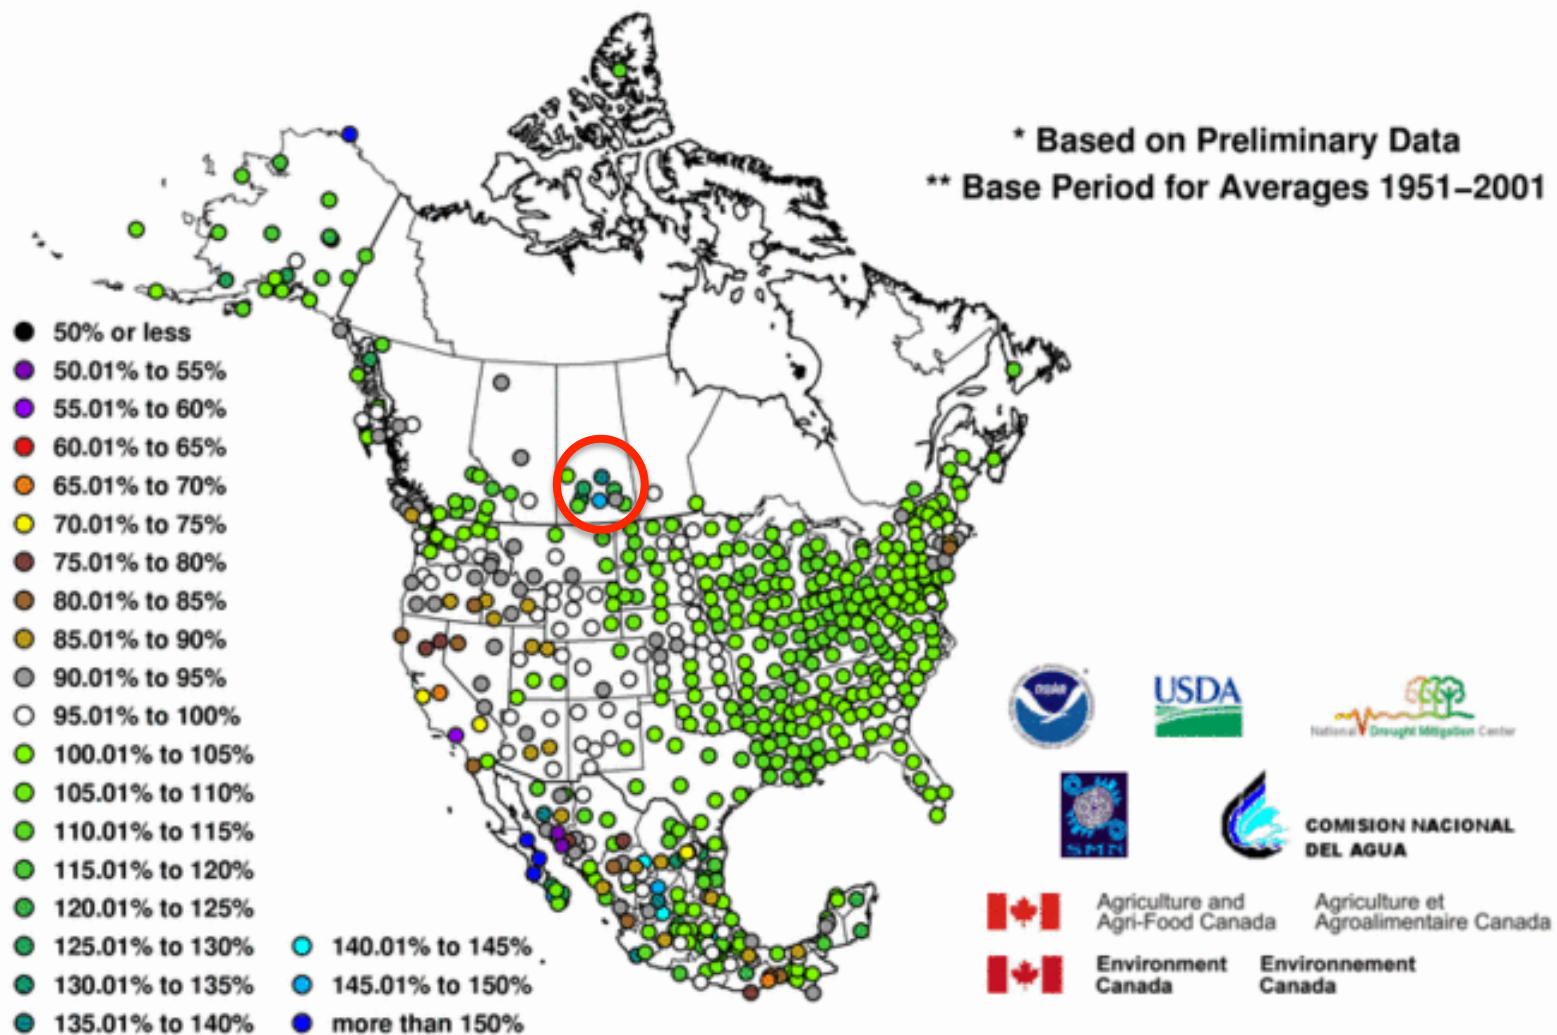 * Based on Preliminary Data
** Base Period for Averages 1951–2001
50% or less
50.01% to 55%
55.01% to 60%
60.01% to 65%
65.01% to 70%
70.01% to 75%
75.01% to 80%
80.01% to 85%
85.01% to 90%
90.01% to 95%
95.01% to 100%
100.01% to 105%
105.01% to 110%
110.01% to 115%
115.01% to 120%
120.01% to 125%
125.01% to 130%
130.01% to 135%
135.01% to 140%
140.01% to 145%
145.01% to 150%
more than 150%
noaa
USDA
National Drought Mitigation Center
SMN
COMISION NACIONAL
DEL AGUA
Agriculture and
Agri-Food Canada
Agriculture et
Agroalimentaire Canada
Environment
Canada
Environnement
Canada